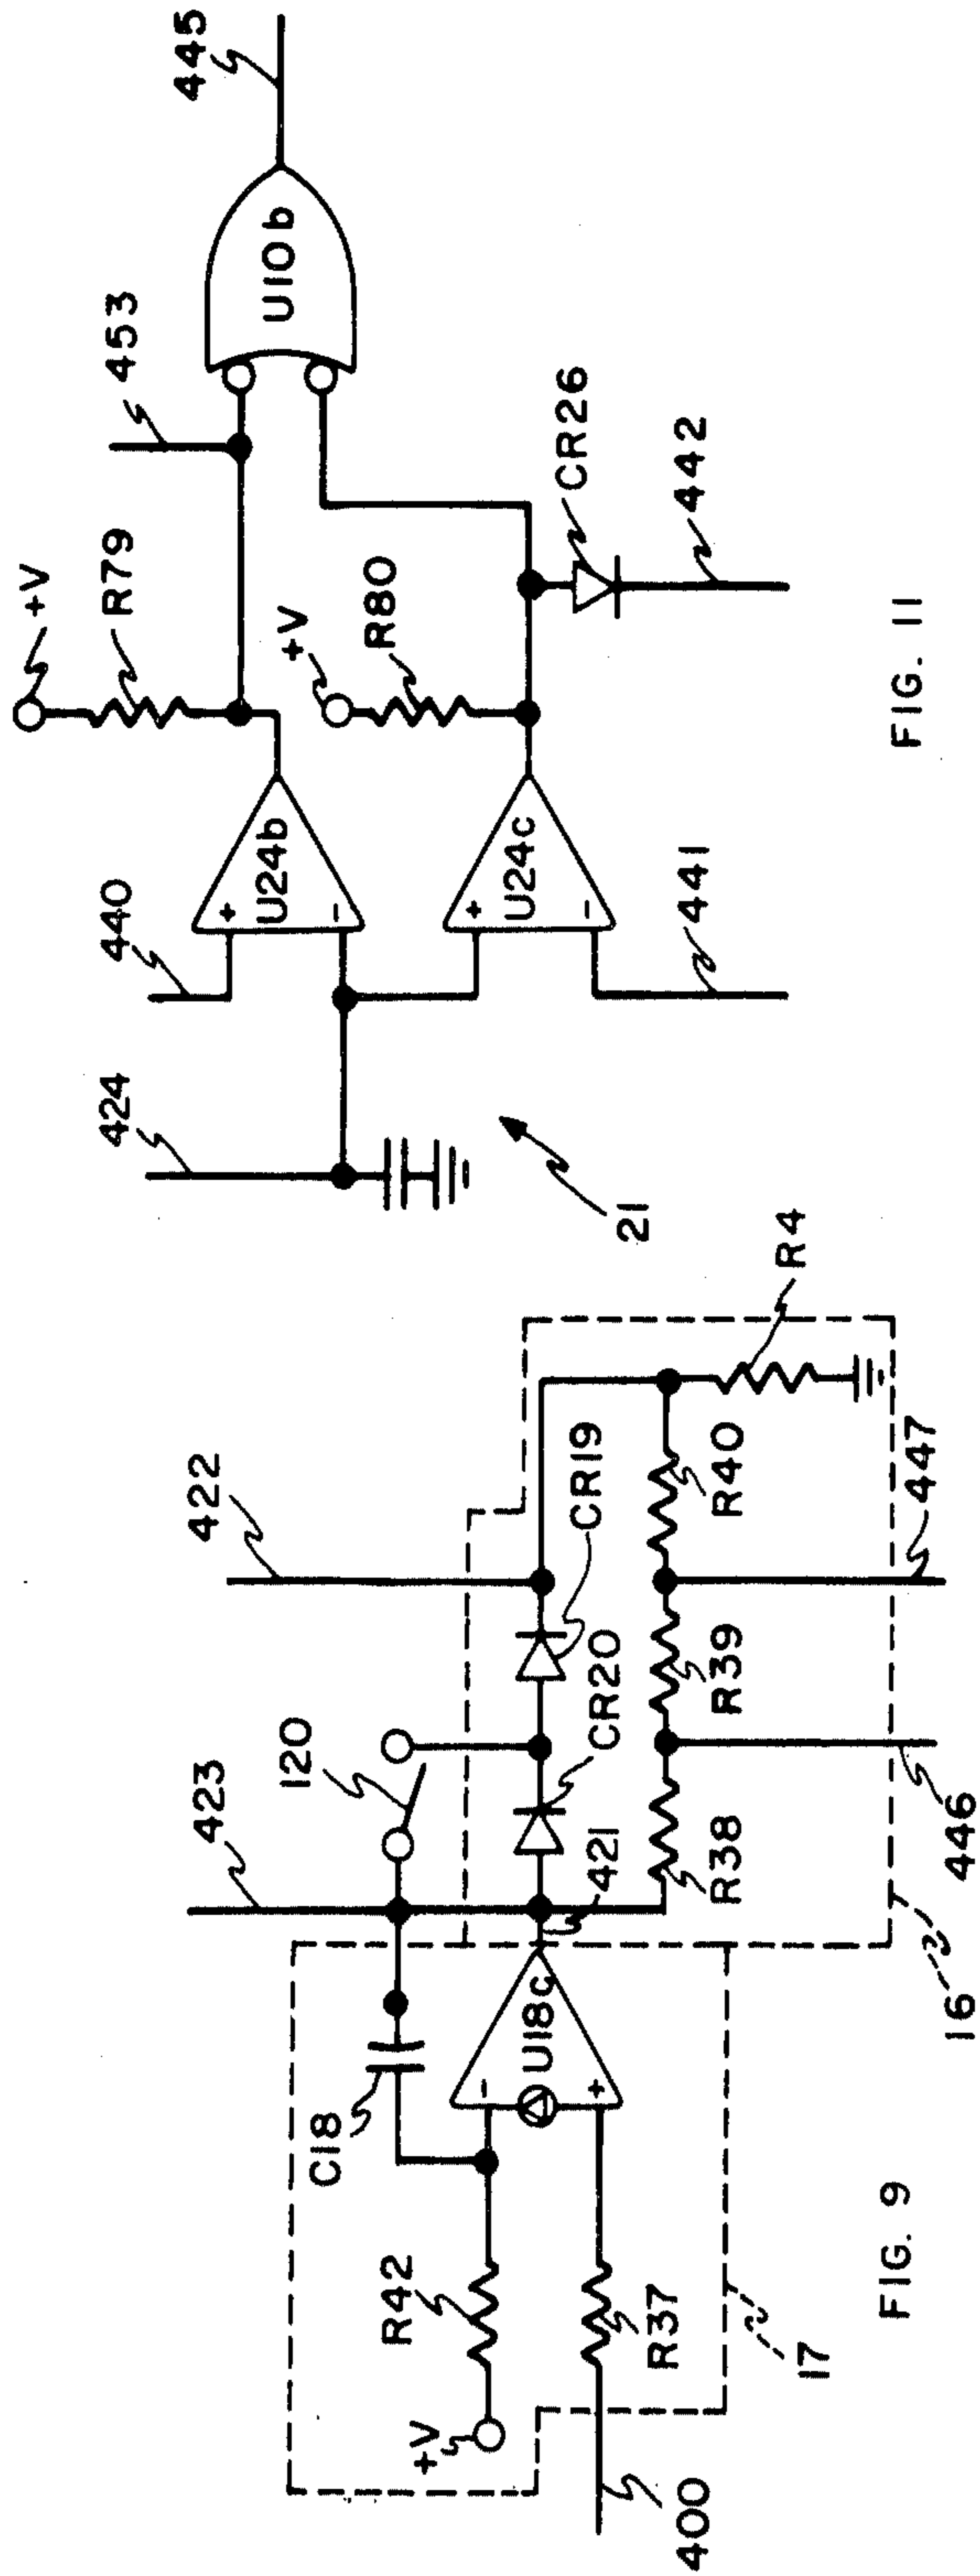 +V
R79
453
445
440
U24b
U10b
424
+V
R80
U24c
CR26
441
442
21
FIG. 11
423
120
422
C18
R42
+V
U18c
421
CR20
CR19
R4
R37
400
17
R38
R39
R40
16
446
447
FIG. 9